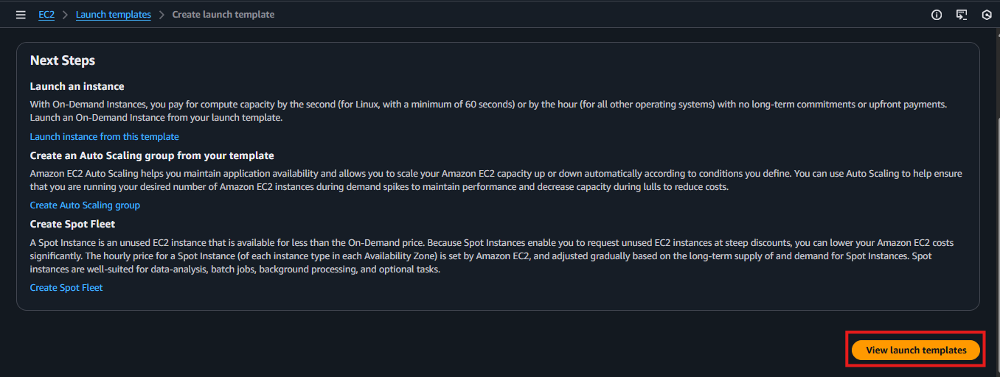 EC2 > Launch templates > Create launch template
Next Steps
Launch an instance
With On-Demand Instances, you pay for compute capacity by the second (for Linux, with a minimum of 60 seconds) or by the hour (for all other operating systems) with no long-term commitments or upfront payments.
Launch an On-Demand Instance from your launch template.
Launch instance from this template
Create an Auto Scaling group from your template
Amazon EC2 Auto Scaling helps you maintain application availability and allows you to scale your Amazon EC2 capacity up or down automatically according to conditions you define. You can use Auto Scaling to help ensure
that you are running your desired number of Amazon EC2 instances during demand spikes to maintain performance and decrease capacity during lulls to reduce costs.
Create Auto Scaling group
Create Spot Fleet
A Spot Instance is an unused EC2 instance that is available for less than the On-Demand price. Because Spot Instances enable you to request unused EC2 instances at steep discounts, you can lower your Amazon EC2 costs
significantly. The hourly price for a Spot Instance (of each instance type in each Availability Zone) is set by Amazon EC2, and adjusted gradually based on the long-term supply of and demand for Spot Instances. Spot
instances are well-suited for data-analysis, batch jobs, background processing, and optional tasks.
Create Spot Fleet
View launch templates